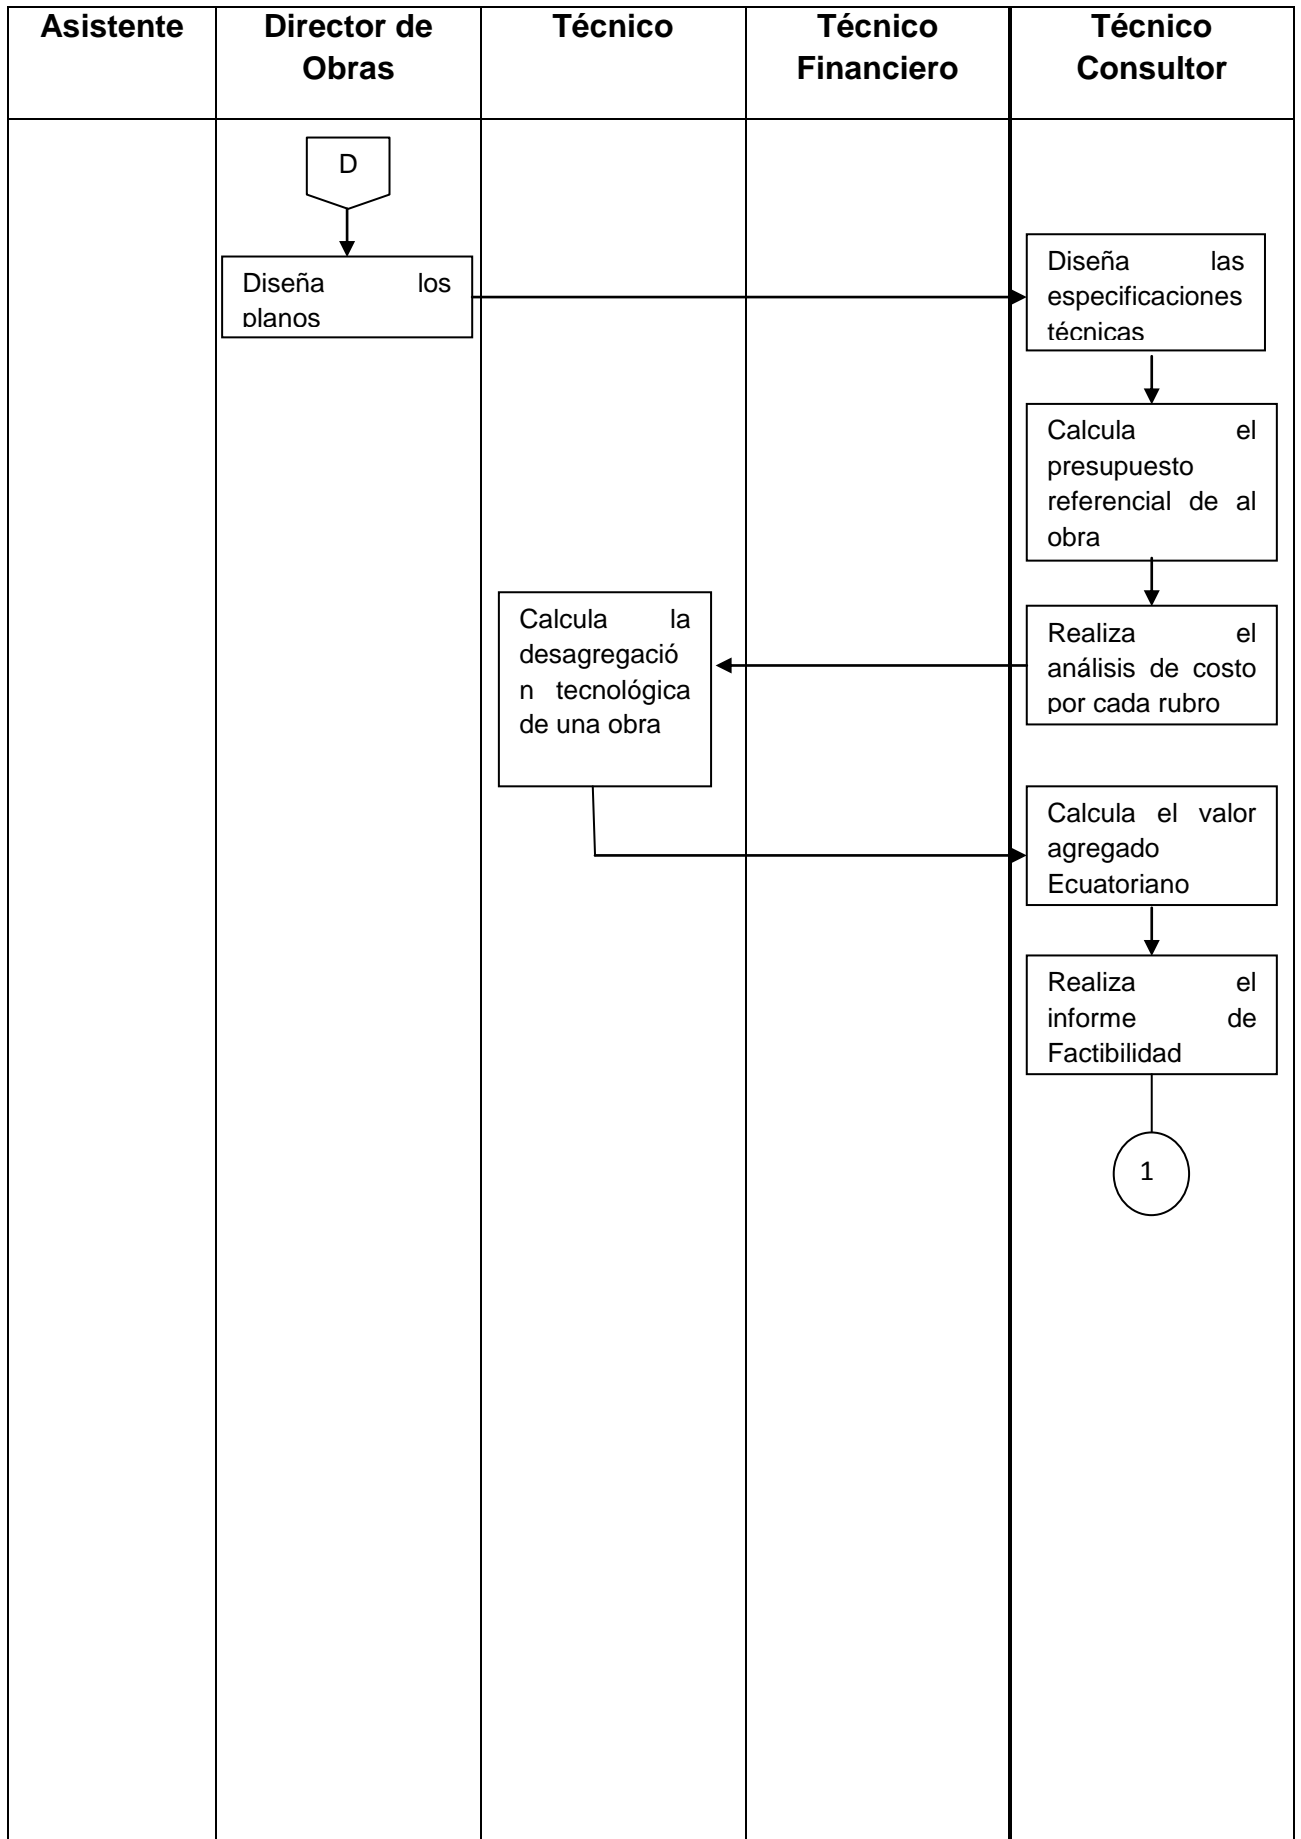 Asistente
Director de
Obras
Técnico
Técnico
Financiero
Técnico
Consultor
D
Diseña los
planos
Diseña las
especificaciones
técnicas
Calcula el
presupuesto
referencial de al
obra
Calcula la
desagregació
n tecnológica
de una obra
Realiza el
análisis de costo
por cada rubro
Calcula el valor
agregado
Ecuatoriano
Realiza el
informe de
Factibilidad
1